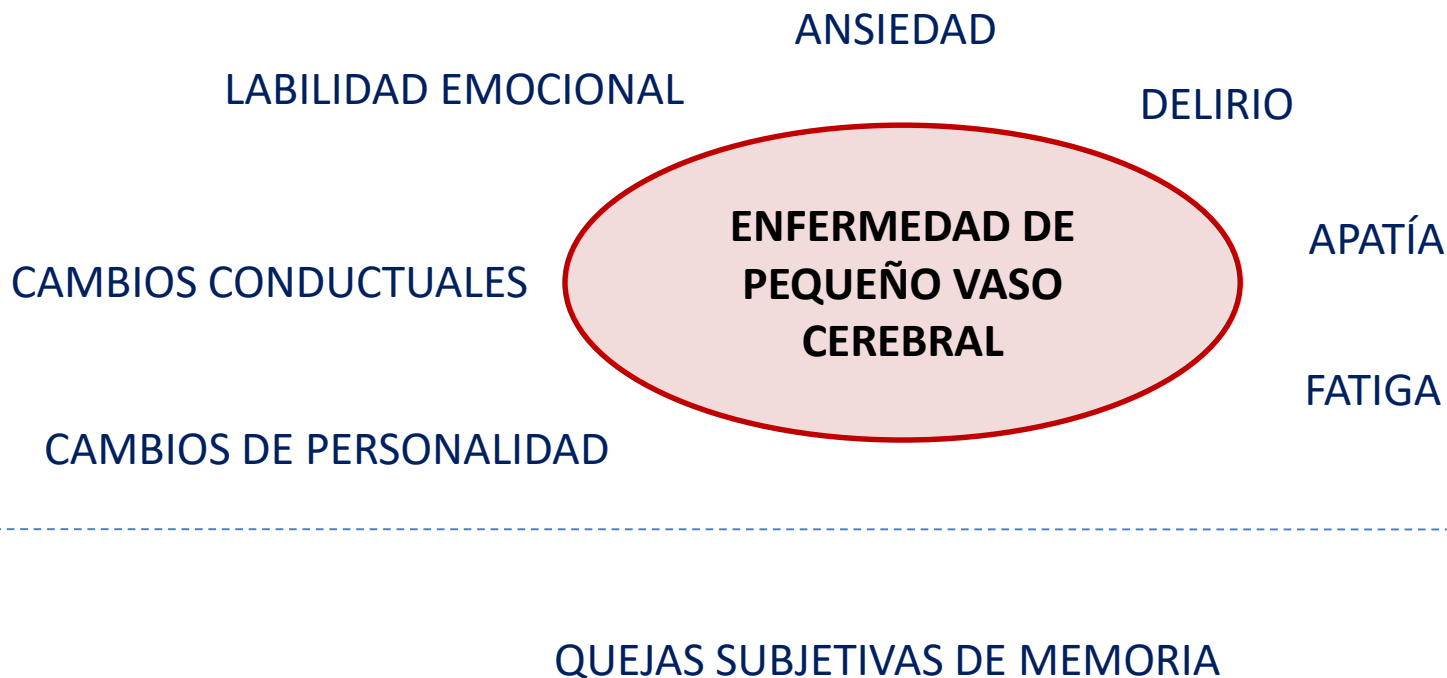 ANSIEDAD
LABILIDAD EMOCIONAL
DELIRIO
ENFERMEDAD DE
PEQUEÑO VASO
CEREBRAL
APATÍA
CAMBIOS CONDUCTUALES
FATIGA
CAMBIOS DE PERSONALIDAD
QUEJAS SUBJETIVAS DE MEMORIA